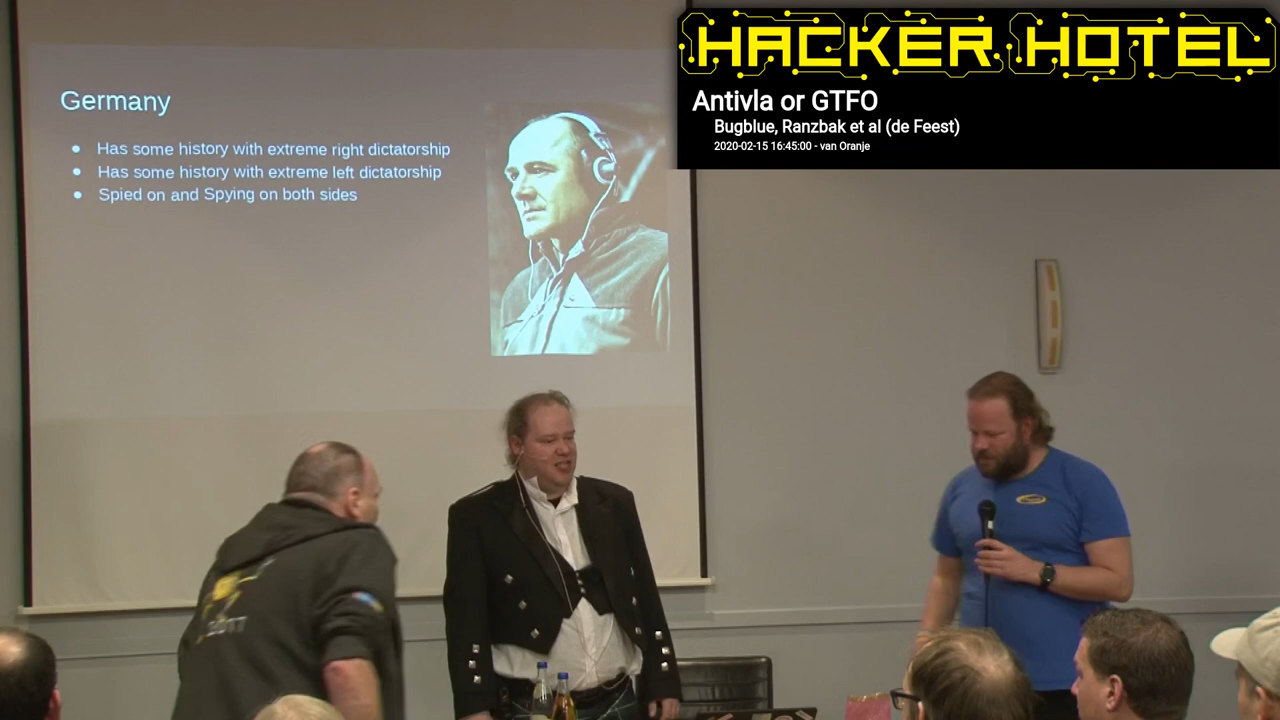 HACKER HOTEL
Antivla or GTFO
Bugblue, Ranzbak et al (de Feest)
2020-02-15 16:45:00 - van Oranje
Germany
• Has some history with extreme right dictatorship
• Has some history with extreme left dictatorship
• Spied on and Spying on both sides